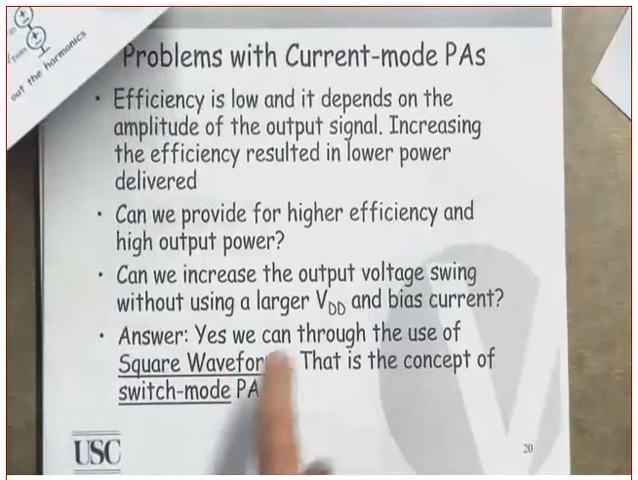 out the harmonics
Problems with Current-mode PAs
• Efficiency is low and it depends on the
amplitude of the output signal. Increasing
the efficiency resulted in lower power
delivered
• Can we provide for higher efficiency and
high output power?
• Can we increase the output voltage swing
without using a larger VDD and bias current?
• Answer: Yes we can through the use of
Square Wavefor That is the concept of
switch-mode PA
USC
20